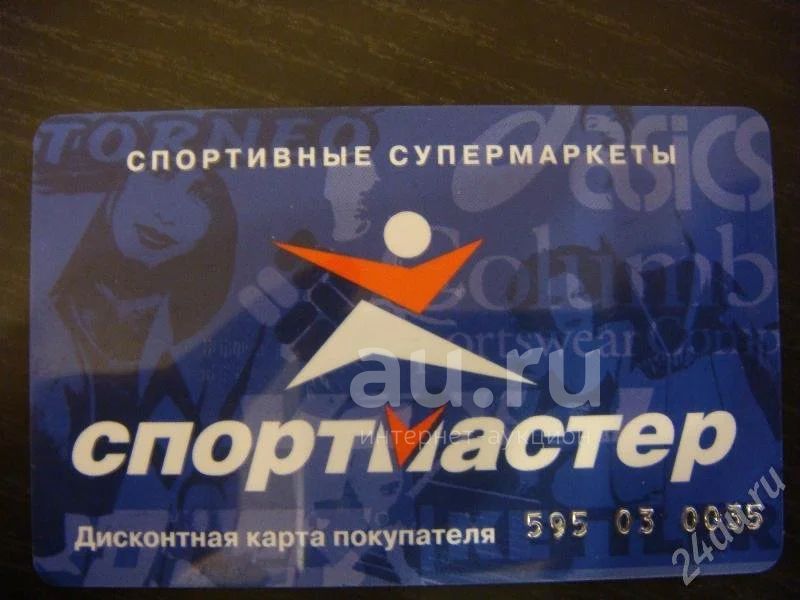 TORNEO
asics
СПОРТИВНЫЕ СУПЕРМАРКЕТЫ
Columb
ortswear Comp
au.ru
интернет аукцион
спортмастер
Дисконтная карта покупателя 595 03 0035
24au.ru